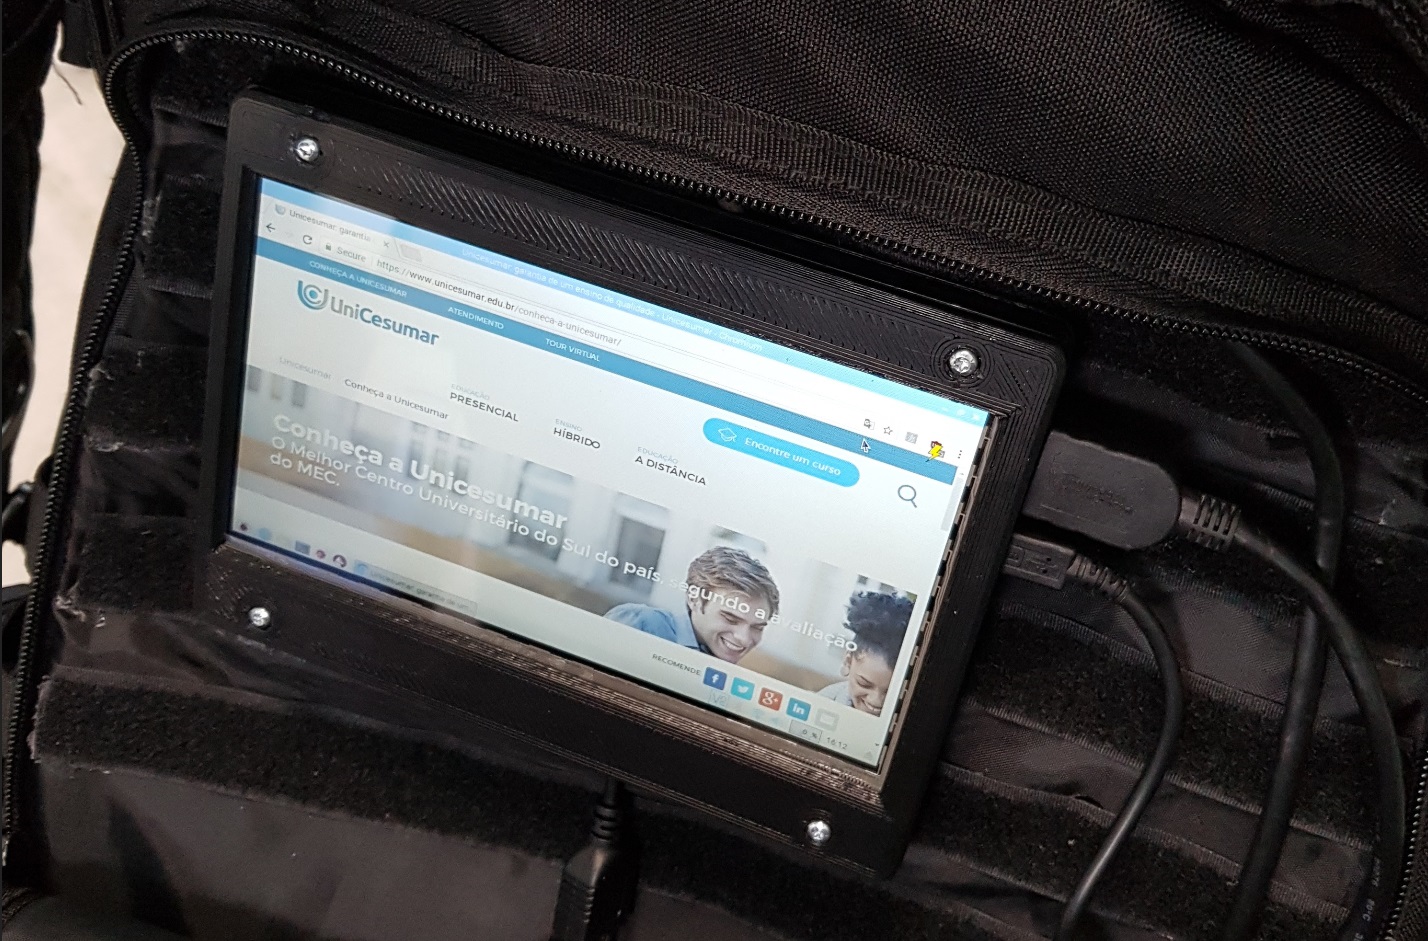 Unicesumar: garantia
Unicesumar: garantia de um ensino de qualidade - Unicesumar - Chromium
Secure https://www.unicesumar.edu.br/conheca-a-unicesumar/
CONHEÇA A UNICESUMAR
ATENDIMENTO
TOUR VIRTUAL
UniCesumar
EDUCAÇÃO
PRESENCIAL
ENSINO
HÍBRIDO
EDUCAÇÃO
A DISTÂNCIA
Encontre um curso
Unicesumar
Conheça a Unicesumar
Conheça a Unicesumar
O Melhor Centro Universitário do Sul do país, segundo a avaliação
do MEC.
RECOMENDE
f
g+
in
Unicesumar: garantia de um...
16:12